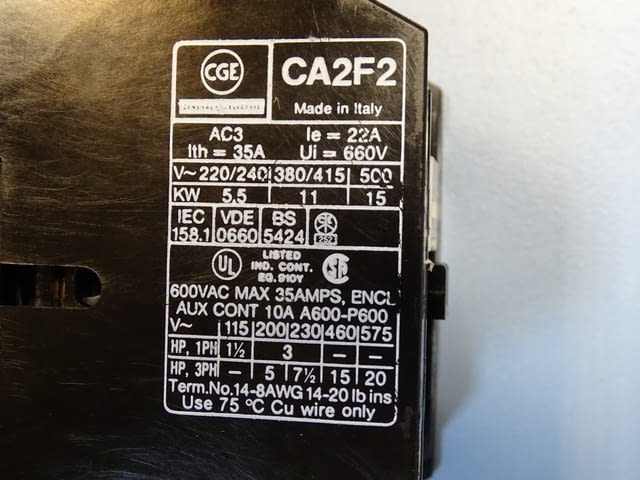 CGE
CA2F2
GENERAL ELECTRIC
Made in Italy
AC3 Ie = 22A
Ith = 35A Ui = 660V
V~ 220/240 380/415 500
KW 5,5 11 15
IEC VDE BS
158.1 0660 5424 252
UL LISTED SA
IND. CONT.
EQ. 910Y
600VAC MAX 35AMPS, ENCL
AUX CONT 10A A600-P600
V~ 115 200 230 460 575
HP, 1PH 1½ 3 – –
HP, 3PH – 5 7½ 15 20
Term.No.14-8AWG 14-20 lb ins
Use 75 °C Cu wire only